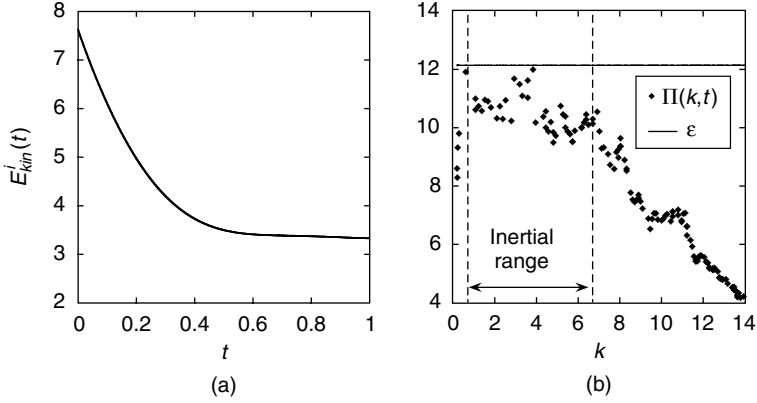 8
7
6
5
4
3
2
E^i_kin(t)
0 0.2 0.4 0.6 0.8 1
t
(a)
14
12
10
8
6
4
Π(k,t)
ε
Inertial
range
0 2 4 6 8 10 12 14
k
(b)